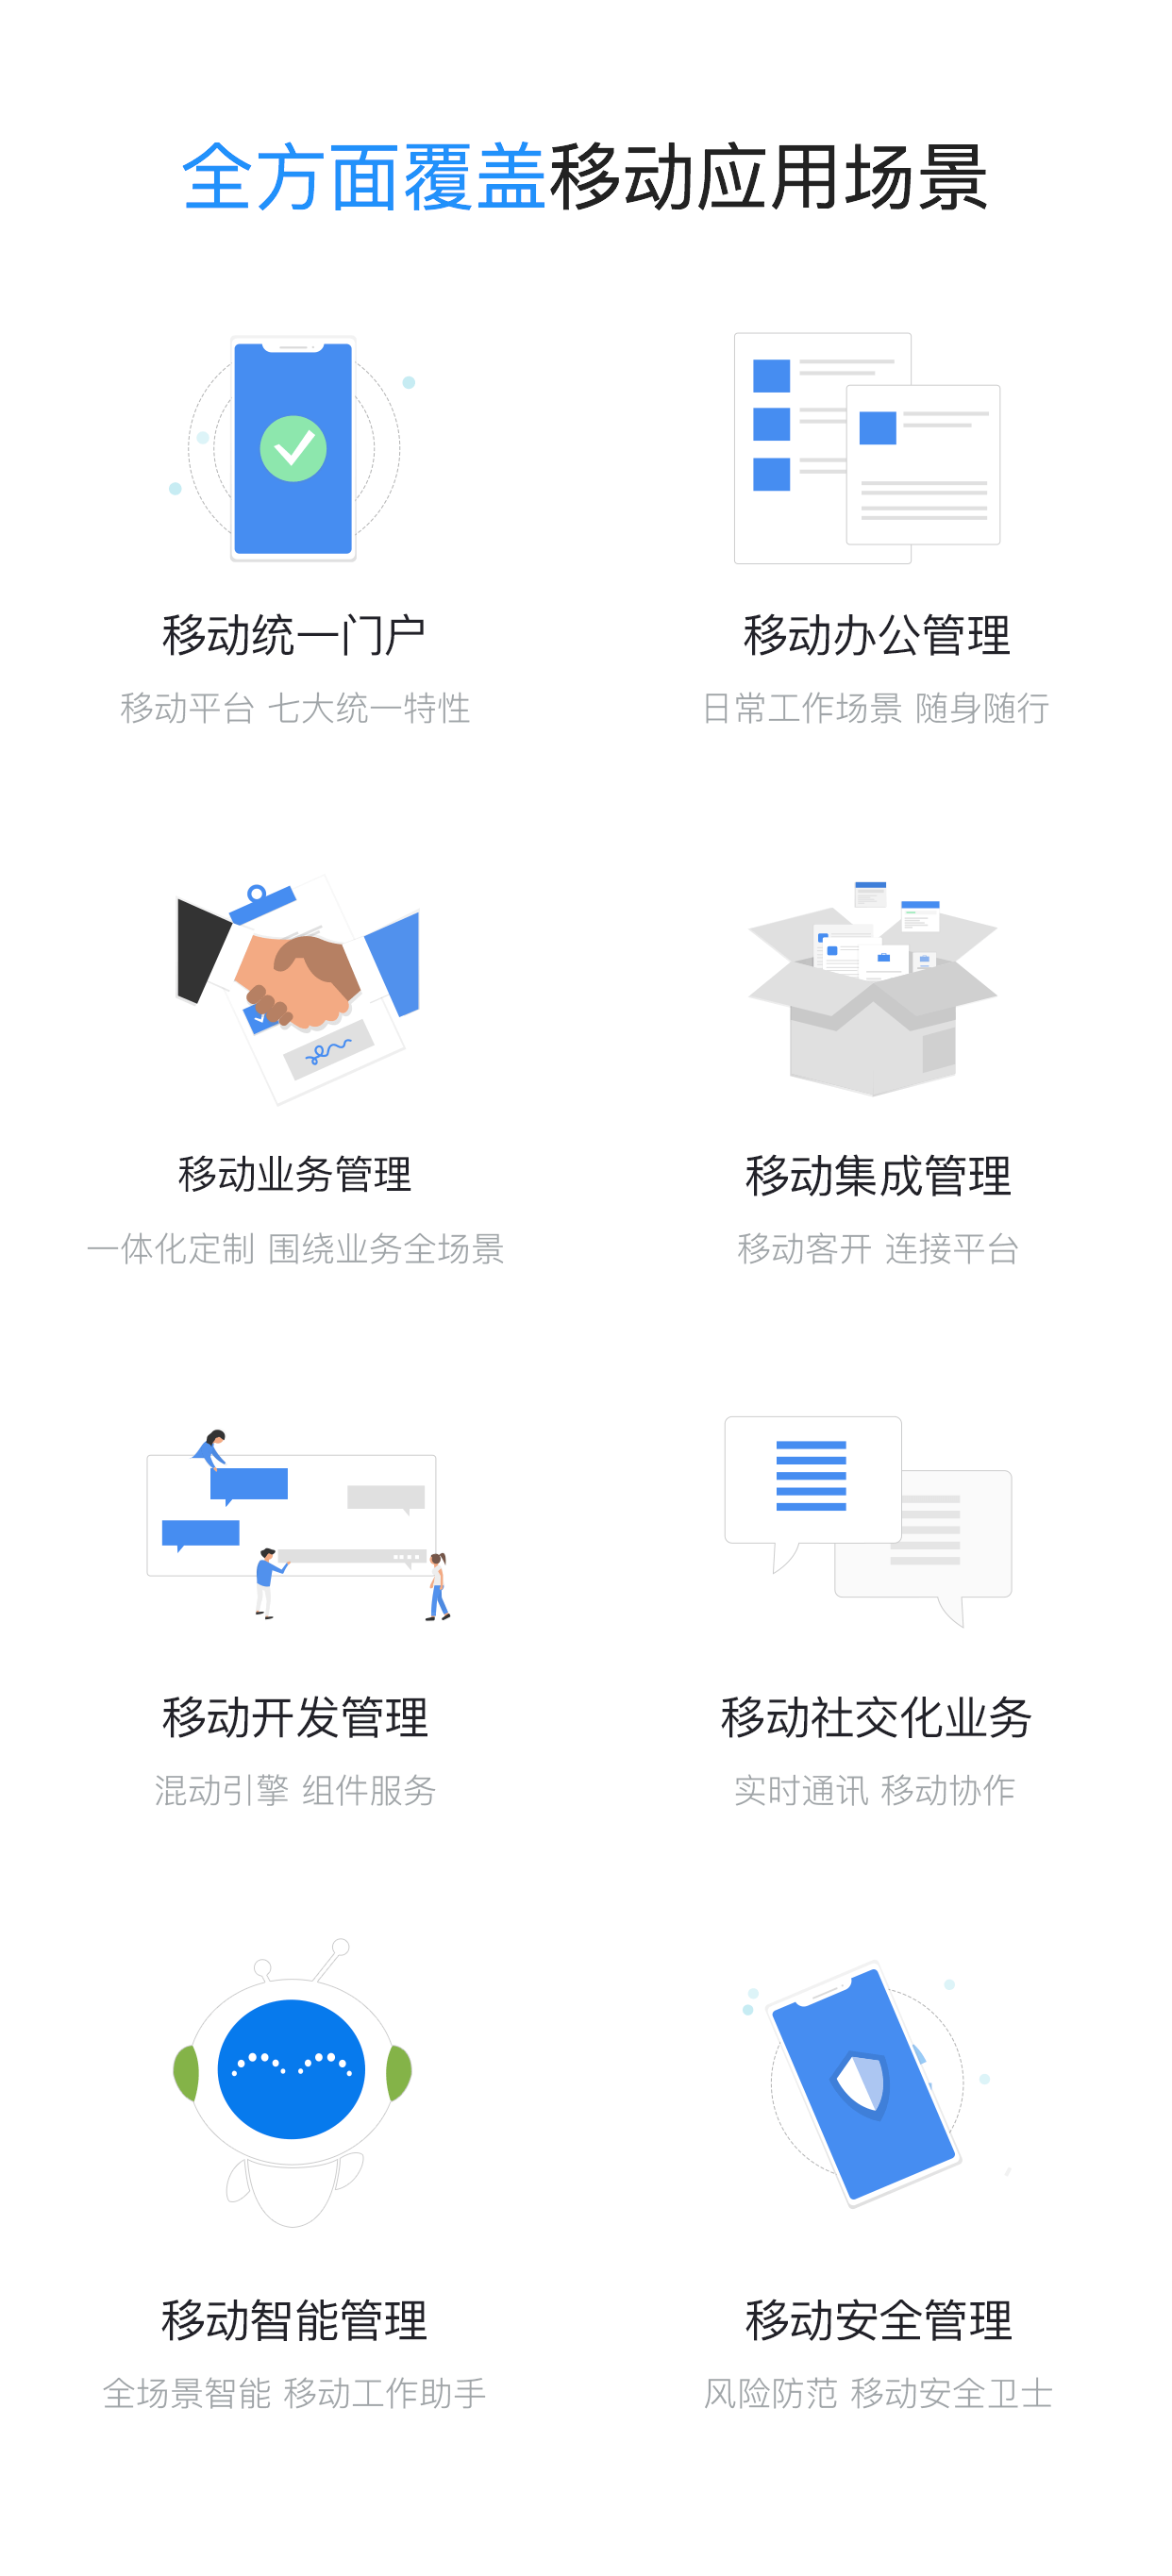 全方面覆盖移动应用场景
移动统一门户
移动平台 七大统一特性
移动办公管理
日常工作场景 随身随行
移动业务管理
一体化定制 围绕业务全场景
移动集成管理
移动客开 连接平台
移动开发管理
混动引擎 组件服务
移动社交化业务
实时通讯 移动协作
移动智能管理
全场景智能 移动工作助手
移动安全管理
风险防范 移动安全卫士